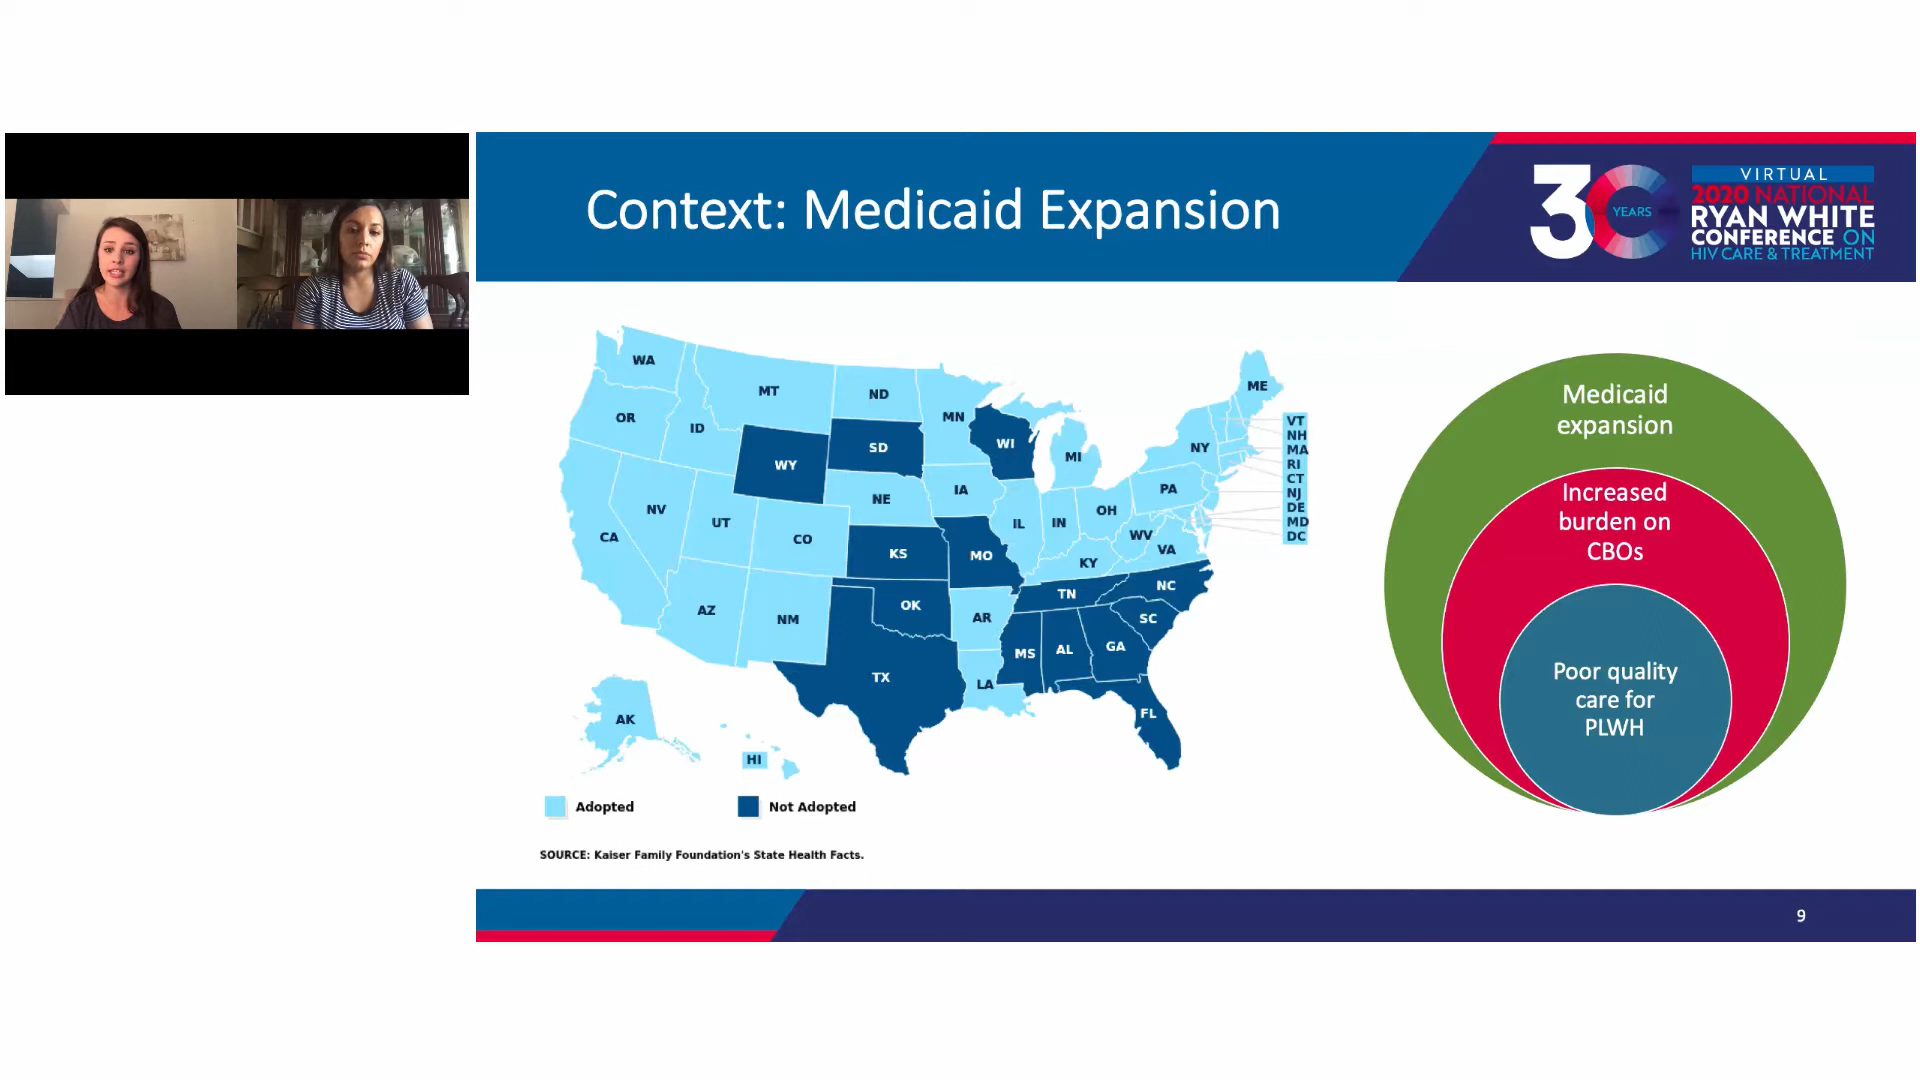 Context: Medicaid Expansion
30
YEARS
VIRTUAL
2020 NATIONAL
RYAN WHITE
CONFERENCE ON
HIV CARE & TREATMENT
WA
MT
ND
MN
ME
OR
ID
WY
SD
WI
MI
NY
VT
NH
MA
RI
CT
NJ
DE
MD
DC
NV
UT
CO
NE
IA
IL
IN
OH
PA
CA
KS
MO
KY
WV
VA
AZ
NM
OK
AR
TN
NC
SC
TX
LA
MS
AL
GA
FL
AK
HI
Adopted
Not Adopted
SOURCE: Kaiser Family Foundation's State Health Facts.
Medicaid
expansion
Increased
burden on
CBOs
Poor quality
care for
PLWH
9